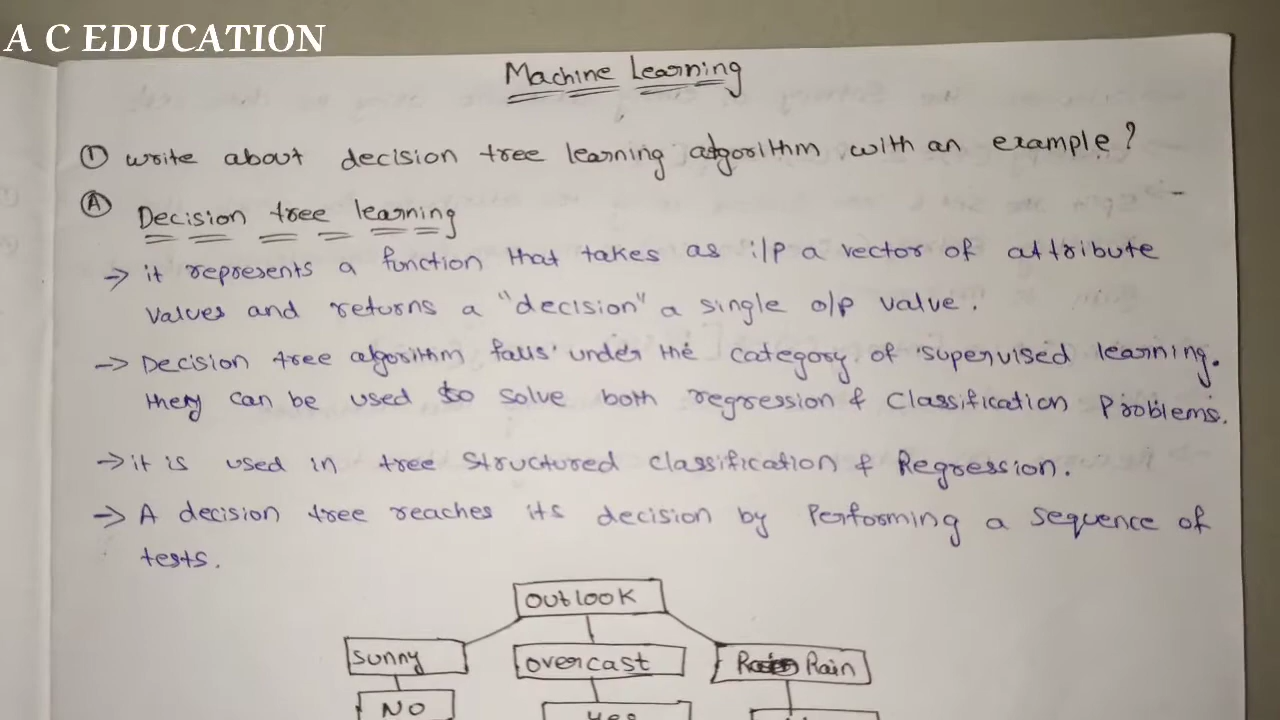 A C EDUCATION
Machine Learning
① write about decision tree learning algorithm with an example?
Ⓐ Decision tree learning
→ it represents a function that takes as i/p a vector of attribute
values and returns a "decision" a single o/p value.
→ Decision tree algorithm falls under the category of supervised learning.
they can be used to solve both regression & classification problems.
→ it is used in tree structured classification & Regression.
→ A decision tree reaches its decision by performing a sequence of
tests.
outlook
sunny overcast Rain
NO Yes